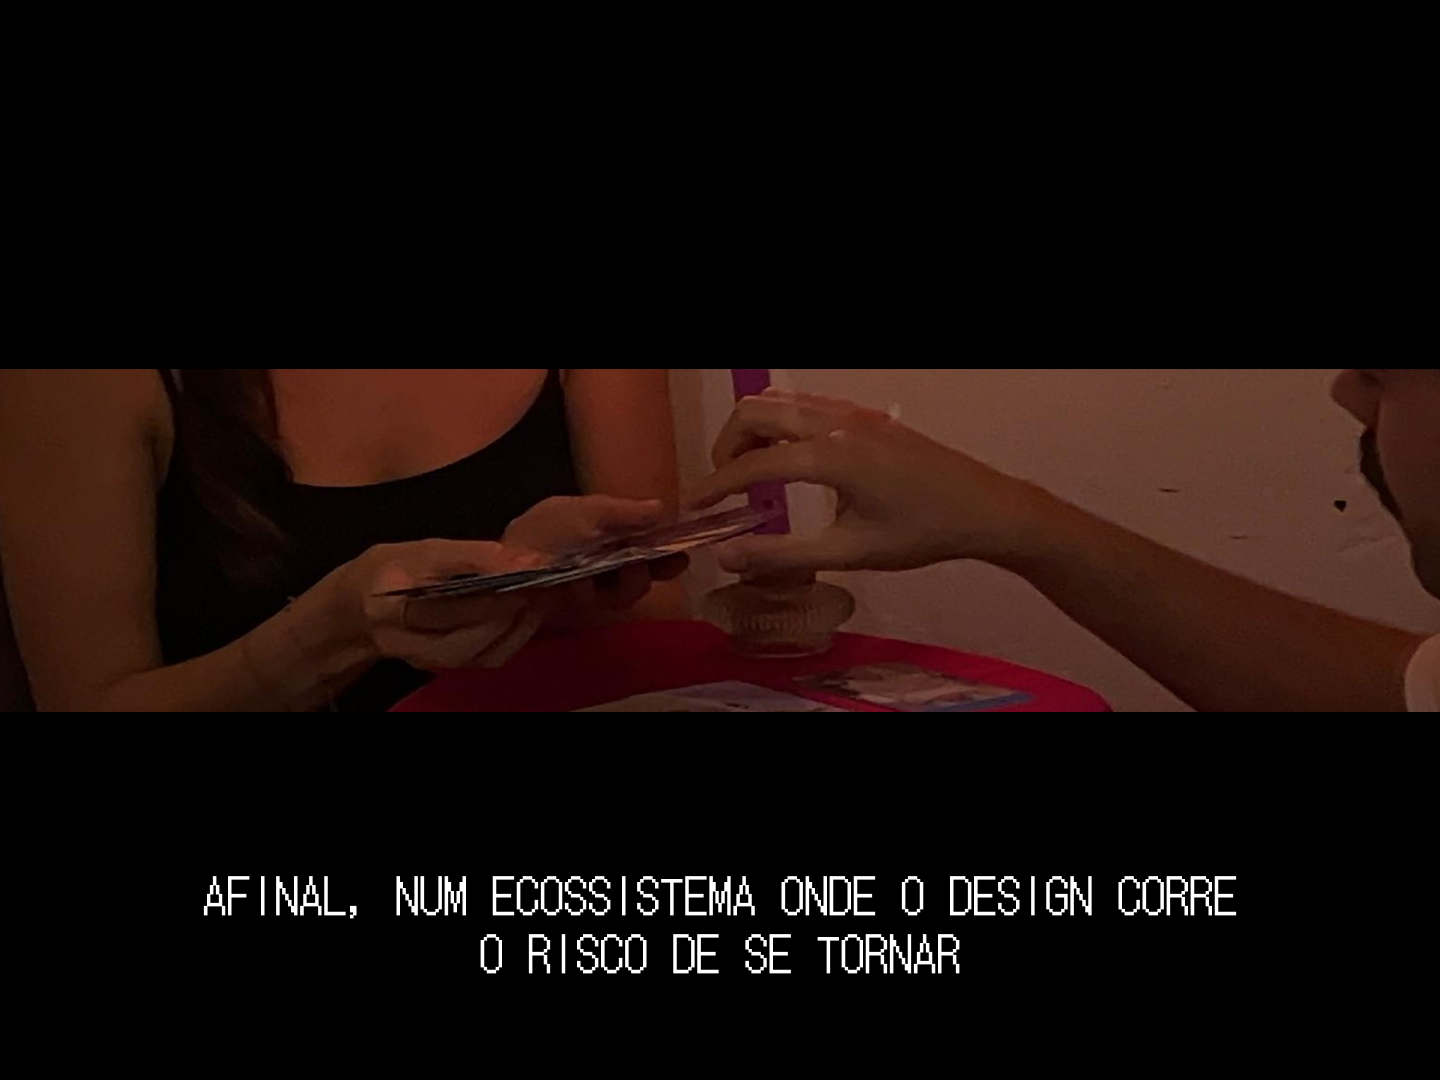 AFINAL, NUM ECOSSISTEMA ONDE O DESIGN CORRE
O RISCO DE SE TORNAR